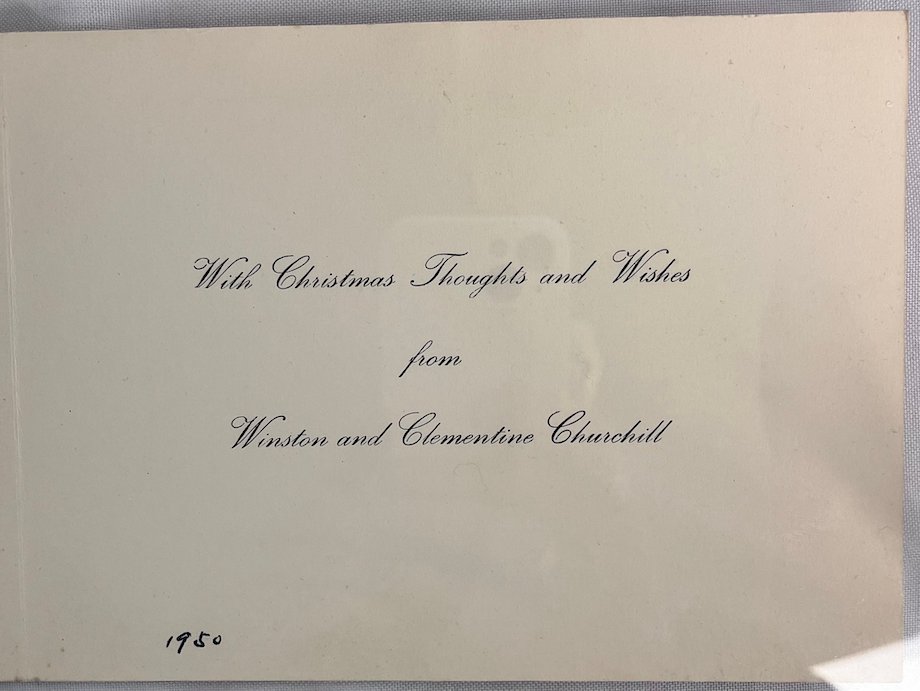 With Christmas Thoughts and Wishes
from
Winston and Clementine Churchill
1950